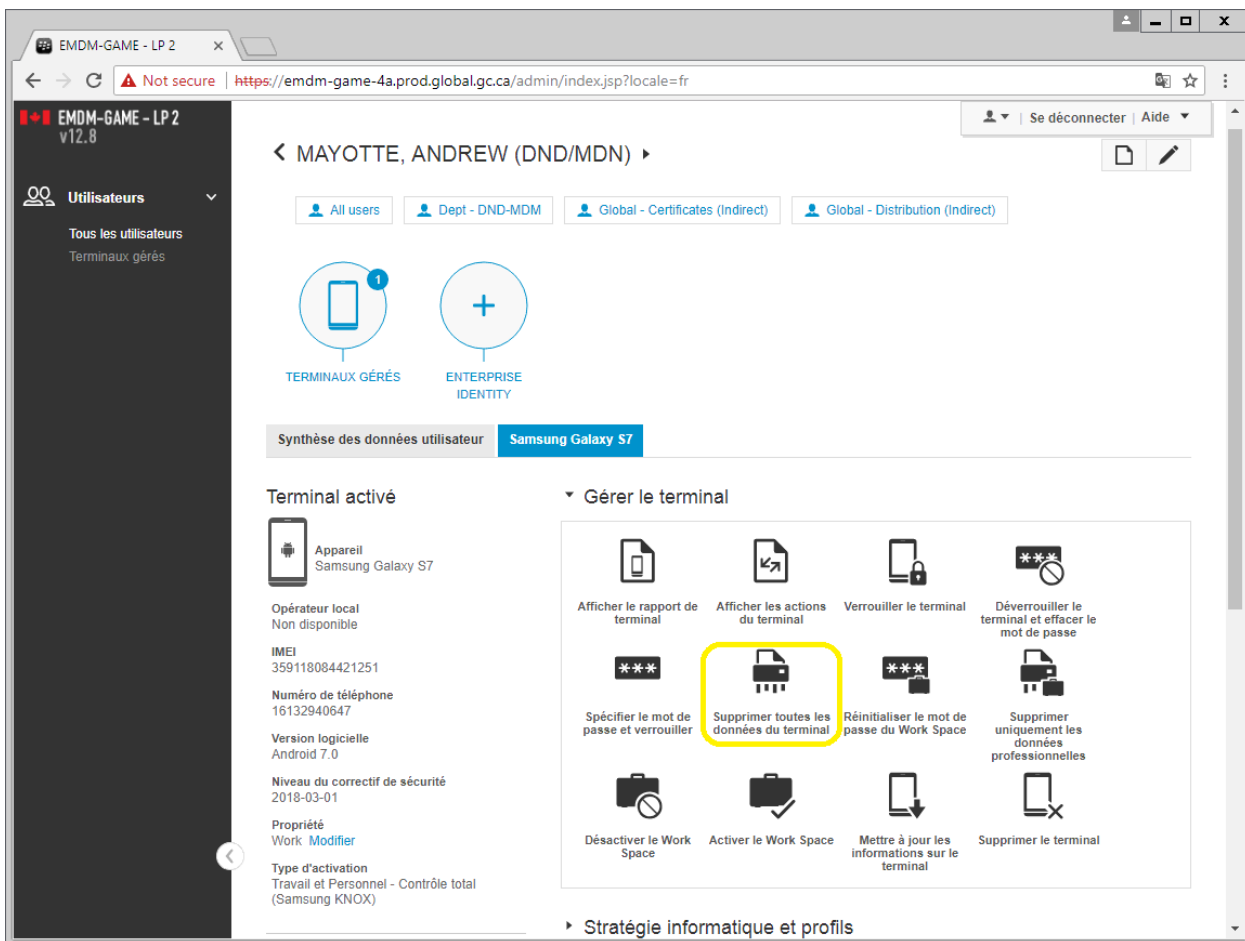 EMDM-GAME - LP 2
Not secure | https://emdm-game-4a.prod.global.gc.ca/admin/index.jsp?locale=fr
EMDM-GAME – LP 2
v12.8
Se déconnecter | Aide
MAYOTTE, ANDREW (DND/MDN)
Utilisateurs
Tous les utilisateurs
Terminaux gérés
All users
Dept - DND-MDM
Global - Certificates (Indirect)
Global - Distribution (Indirect)
1
TERMINAUX GÉRÉS
ENTERPRISE
IDENTITY
Synthèse des données utilisateur
Samsung Galaxy S7
Terminal activé
Appareil
Samsung Galaxy S7
Opérateur local
Non disponible
IMEI
359118084421251
Numéro de téléphone
16132940647
Version logicielle
Android 7.0
Niveau du correctif de sécurité
2018-03-01
Propriété
Work Modifier
Type d'activation
Travail et Personnel - Contrôle total
(Samsung KNOX)
Gérer le terminal
Afficher le rapport de
terminal
Afficher les actions
du terminal
Verrouiller le terminal
Déverrouiller le
terminal et effacer le
mot de passe
Spécifier le mot de
passe et verrouiller
Supprimer toutes les
données du terminal
Réinitialiser le mot de
passe du Work Space
Supprimer
uniquement les
données
professionnelles
Désactiver le Work
Space
Activer le Work Space
Mettre à jour les
informations sur le
terminal
Supprimer le terminal
Stratégie informatique et profils